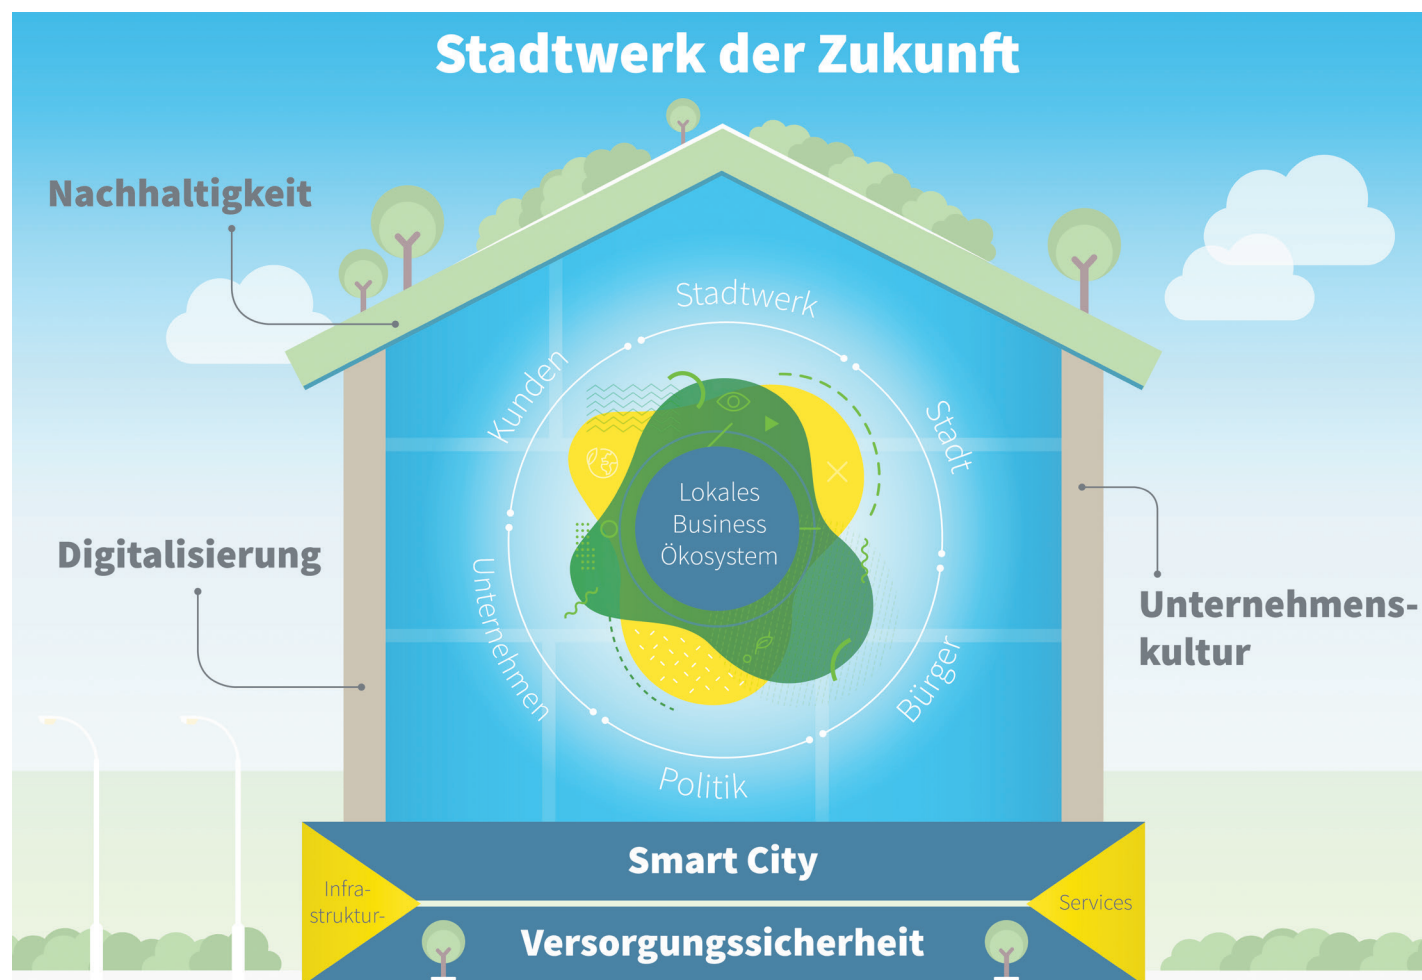 Stadtwerk der Zukunft
Nachhaltigkeit
Stadtwerk
Kunden
Stadt
Lokales
Business
Ökosystem
Digitalisierung
Unternehmens-
kultur
Unternehmen
Bürger
Politik
Smart City
Infra-
struktur-
Services
Versorgungssicherheit